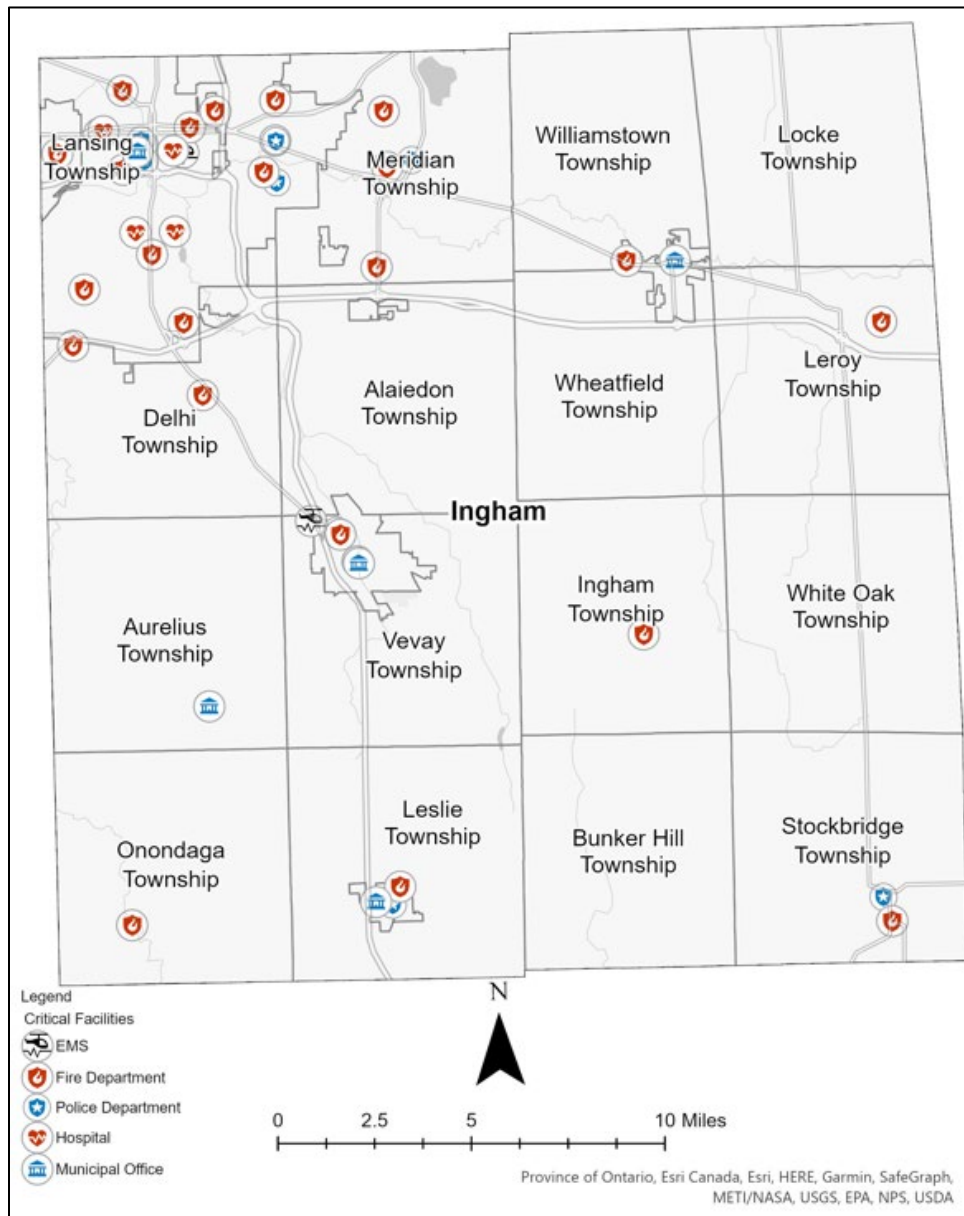 Lansing
Township
Meridian
Township
Williamstown
Township
Locke
Township
Delhi
Township
Alaiedon
Township
Wheatfield
Township
Leroy
Township
Ingham
Aurelius
Township
Vevay
Township
Ingham
Township
White Oak
Township
Onondaga
Township
Leslie
Township
Bunker Hill
Township
Stockbridge
Township
Legend
Critical Facilities
EMS
Fire Department
Police Department
Hospital
Municipal Office
N
0 2.5 5 10 Miles
Province of Ontario, Esri Canada, Esri, HERE, Garmin, SafeGraph,
METI/NASA, USGS, EPA, NPS, USDA